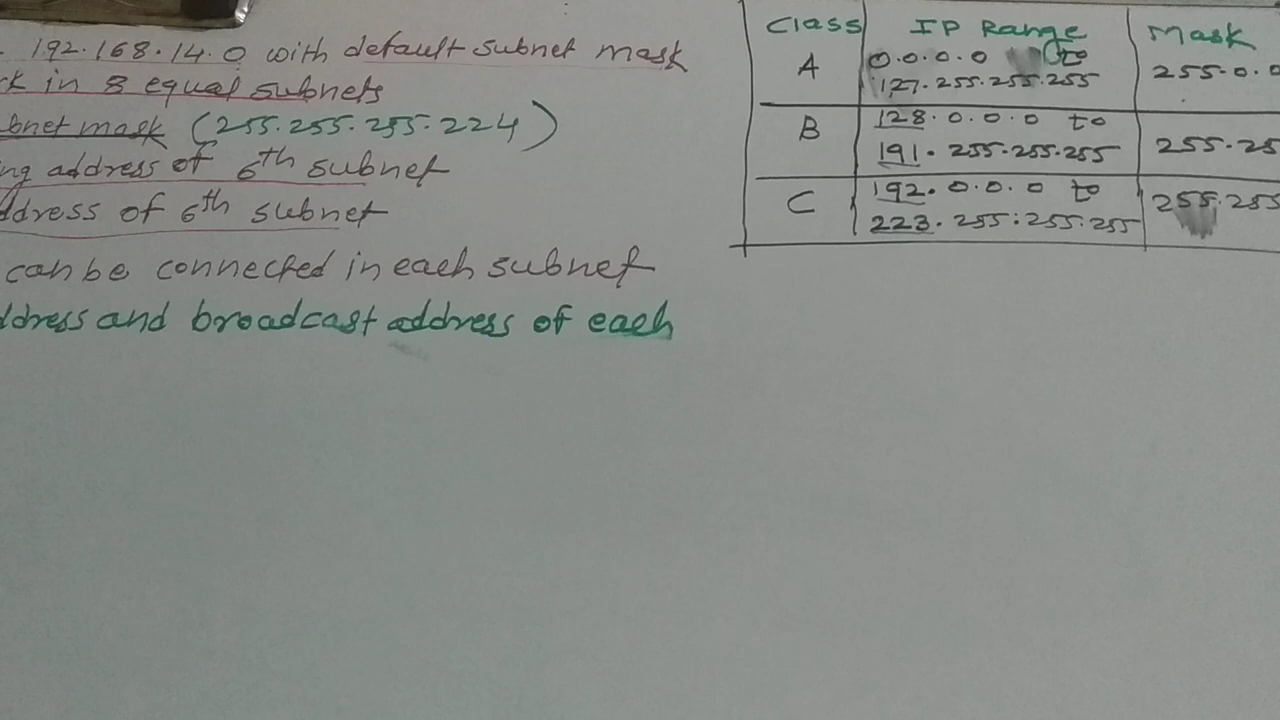 192.168.14.0 with default subnet mask
ck in 8 equal subnets
bnet mask (255.255.255.224)
ng address of 6th subnet
ddress of 6th subnet
can be connected in each subnet
ddress and broadcast address of each
Class IP Range Mask
A 0.0.0.0 to 127.255.255.255 255.0.0
B 128.0.0.0 to 191.255.255.255 255.25
C 192.0.0.0 to 223.255.255.255 255.255